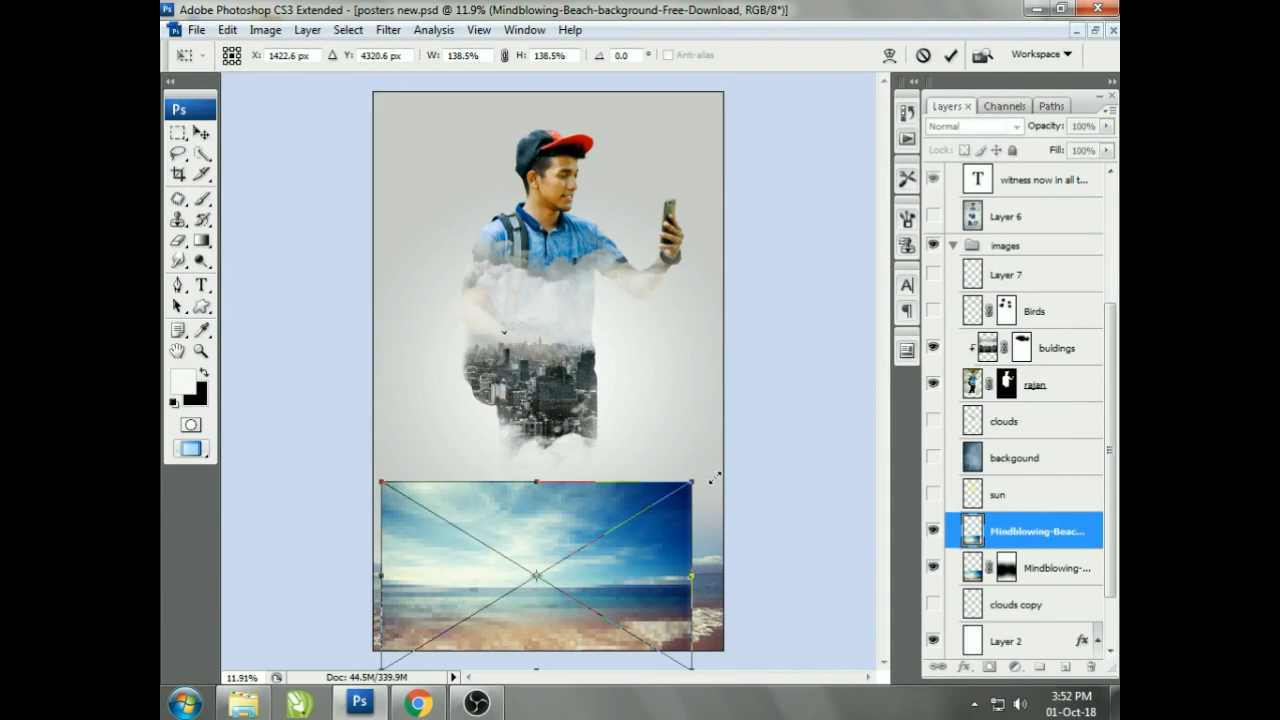 Adobe Photoshop CS3 Extended - [posters new.psd @ 11.9% (Mindblowing-Beach-background-Free-Download, RGB/8*)]
File Edit Image Layer Select Filter Analysis View Window Help
X: 1422.6 px Y: 4320.6 px W: 138.5% H: 138.5% 0.0 ° Anti-alias Workspace
Ps
Layers Channels Paths
Normal Opacity: 100%
Lock: Fill: 100%
T witness now in all t...
Layer 6
images
Layer 7
Birds
buldings
rajan
clouds
backgound
sun
Mindblowing-Beac...
Mindblowing-...
clouds copy
Layer 2 fx
11.91% Doc: 44.5M/339.9M
Ps
3:52 PM
01-Oct-18